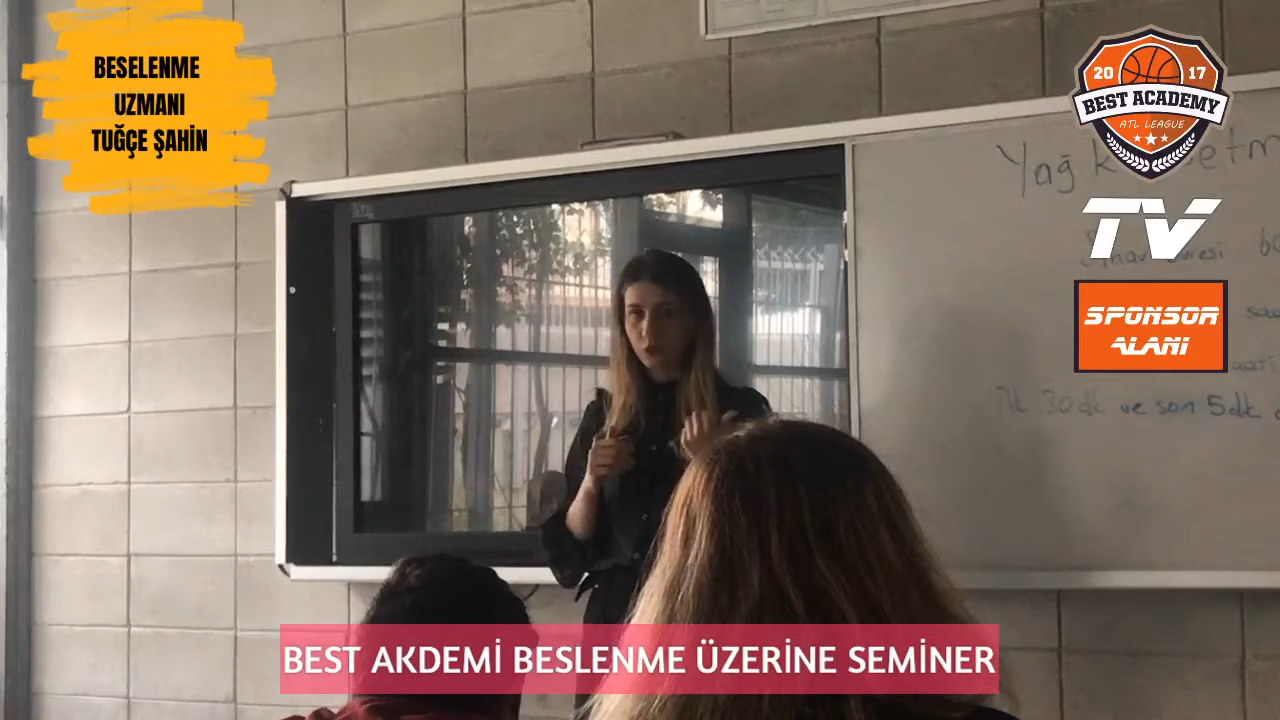 BESELENME
UZMANI
TUĞÇE ŞAHİN
20 17
BEST ACADEMY
ATL LEAGUE
TV
SPONSOR
ALANI
Yağ
ilk 30dk ve son 5dk
BEST AKDEMİ BESLENME ÜZERİNE SEMİNER